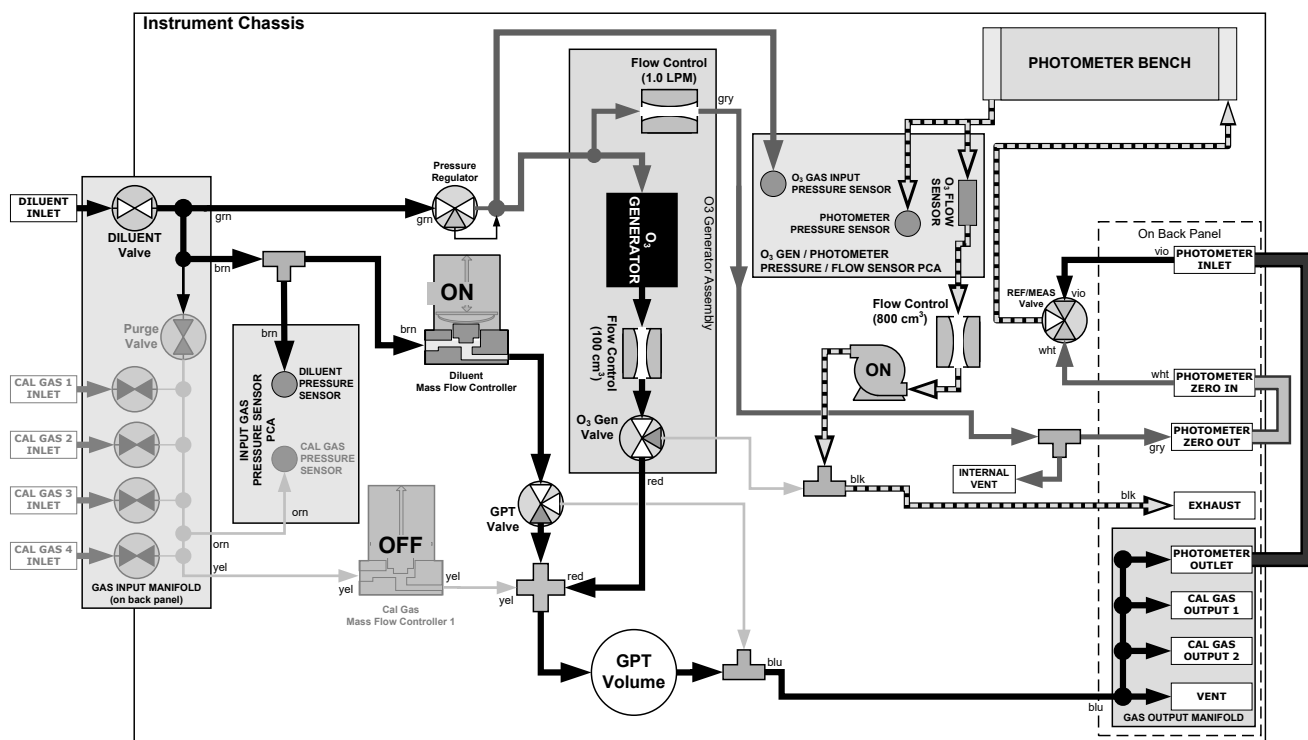 Instrument Chassis
Flow Control
(1.0 LPM)
gry
PHOTOMETER BENCH
Pressure
Regulator
DILUENT
INLET
DILUENT
Valve
grn
grn
O3 GENERATOR
O3 Generator Assembly
O3 GAS INPUT
PRESSURE SENSOR
PHOTOMETER
PRESSURE SENSOR
O3 FLOW
SENSOR
O3 GEN / PHOTOMETER
PRESSURE / FLOW SENSOR PCA
On Back Panel
vio
PHOTOMETER
INLET
REF/MEAS
Valve
vio
brn
ON
brn
brn
Diluent
Mass Flow Controller
Purge
Valve
DILUENT
PRESSURE
SENSOR
INPUT GAS
PRESSURE SENSOR
PCA
CAL GAS
PRESSURE
SENSOR
orn
orn
Flow Control
(100 cm3)
Flow Control
(800 cm3)
ON
wht
wht
PHOTOMETER
ZERO IN
CAL GAS 1
INLET
CAL GAS 2
INLET
CAL GAS 3
INLET
CAL GAS 4
INLET
O3 Gen
Valve
PHOTOMETER
ZERO OUT
gry
INTERNAL
VENT
red
blk
blk
EXHAUST
GPT
Valve
OFF
yel
yel
yel
yel
red
GAS INPUT MANIFOLD
(on back panel)
Cal Gas
Mass Flow Controller 1
PHOTOMETER
OUTLET
CAL GAS
OUTPUT 1
CAL GAS
OUTPUT 2
GPT
Volume
blu
blu
VENT
GAS OUTPUT MANIFOLD